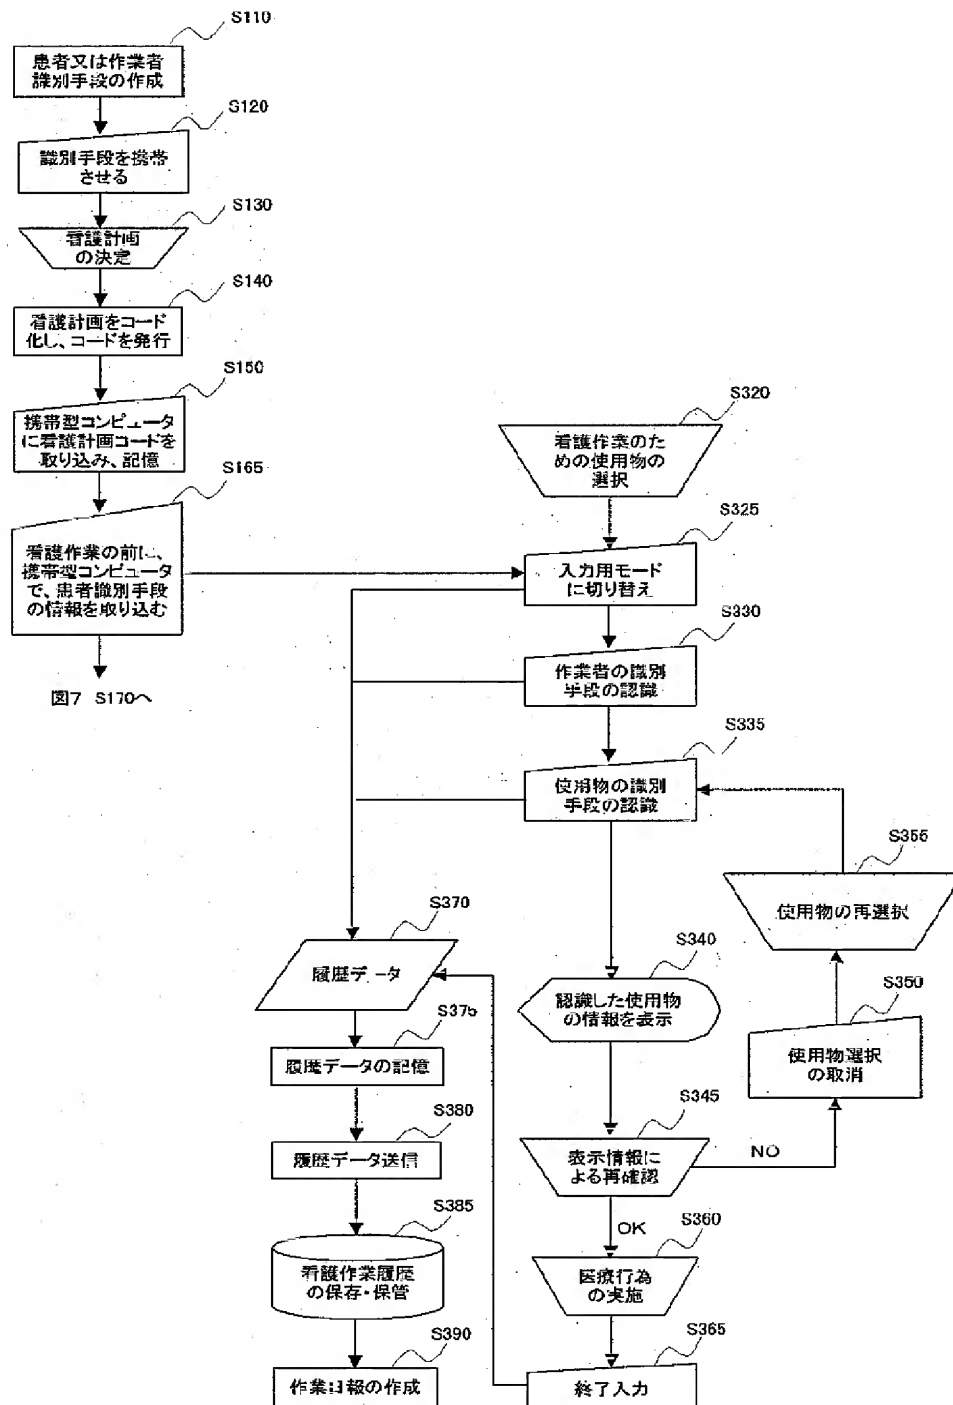 S110
患者又は作業者
識別手段の作成
S120
識別手段を携帯
させる
S130
看護計画
の決定
S140
看護計画をコード
化し、コードを発行
S150
携帯型コンピュータ
に看護計画コードを
取り込み、記憶
S165
看護作業の前に、
携帯型コンピュータ
で、患者識別手段
の情報を取り込む
図7 S170へ
S320
看護作業のた
めの使用物の
選択
S325
入力用モード
に切り替え
S330
作業者の識別
手段の認識
S335
使用物の識別
手段の認識
S355
使用物の再選択
S340
認識した使用物
の情報を表示
S350
使用物選択
の取消
S345
表示情報に
よる再確認
NO
OK
S360
医療行為
の実施
S365
終了入力
S370
履歴データ
S375
履歴データの記憶
S380
履歴データ送信
S385
看護作業履歴
の保存・保管
S390
作業日報の作成